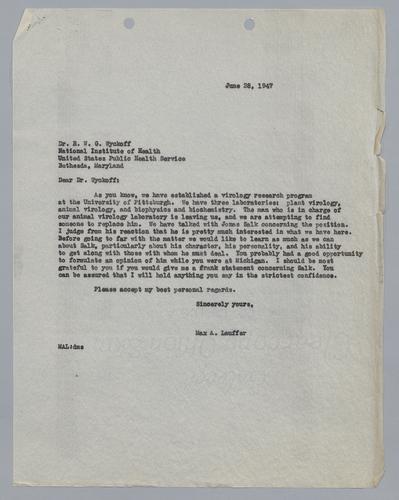 June 28, 1947
Dr. R. W. G. Wyckoff
National Institute of Health
United States Public Health Service
Bethesda, Maryland
Dear Dr. Wyckoff:
As you know, we have established a virology research program
at the University of Pittsburgh. We have three laboratories: plant virology,
animal virology, and biophysics and biochemistry. The man who is in charge of
our animal virology laboratory is leaving us, and we are attempting to find
someone to replace him. We have talked with Jonas Salk concerning the position.
I judge from his reaction that he is pretty much interested in what we have here.
Before going to far with the matter we would like to learn as much as we can
about Salk, particularly about his character, his personality, and his ability
to get along with those with whom he must deal. You probably had a good opportunity
to formulate an opinion of him while you were at Michigan. I should be most
grateful to you if you would give me a frank statement concerning Salk. You
can be assured that I will hold anything you say in the strictest confidence.
Please accept my best personal regards.
Sincerely yours,
Max A. Lauffer
MAL:dms